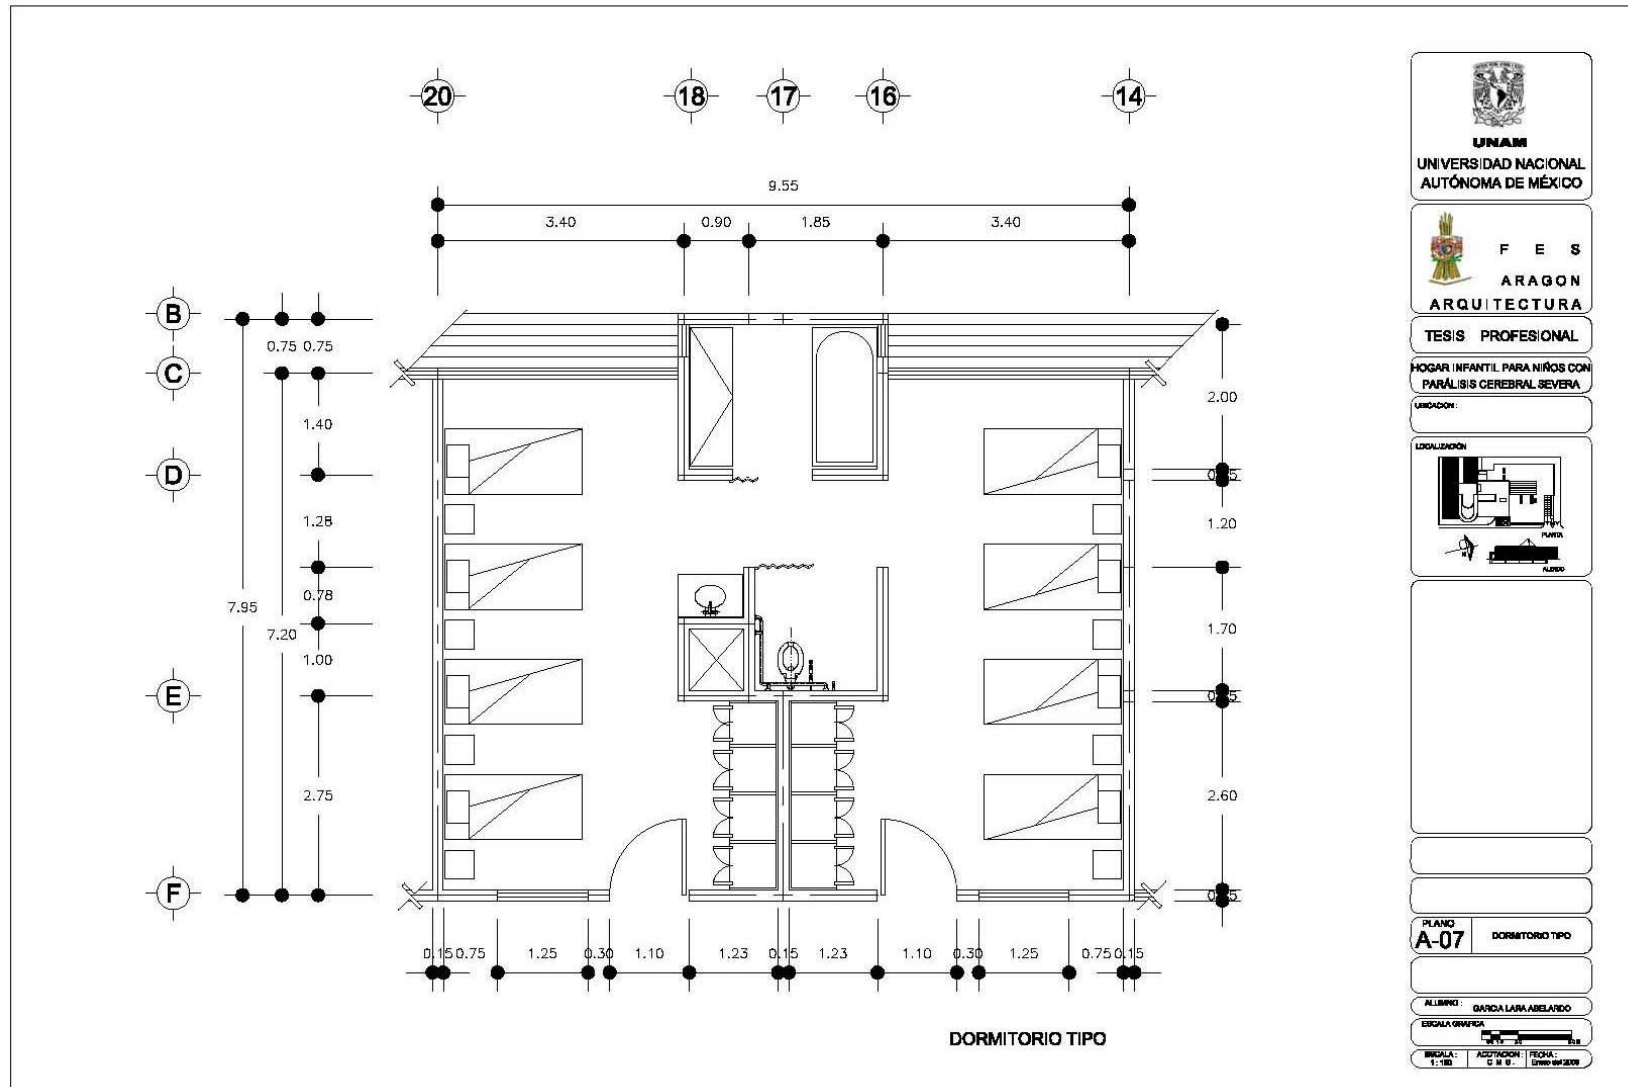 20 18 17 16 14
9.55
3.40 0.90 1.85 3.40
B
0.75 0.75
C
2.00
1.40
D
1.28
1.20
0.78
7.95
7.20
1.70
1.00
E
2.75
2.60
F
0.15 0.75 1.25 0.30 1.10 1.23 0.15 1.23 1.10 0.30 1.25 0.75 0.15
DORMITORIO TIPO
UNAM
UNIVERSIDAD NACIONAL
AUTÓNOMA DE MÉXICO
F E S
ARAGON
ARQUITECTURA
TESIS PROFESIONAL
HOGAR INFANTIL PARA NIÑOS CON
PARÁLISIS CEREBRAL SEVERA
UBICACIÓN :
LOCALIZACIÓN
PLANTA
N
PLANO
A-07 DORMITORIO TIPO
ALUMNO :
GARCIA LARA ABELARDO
ESCALA GRAFICA
ESCALA : ACOTACION : FECHA :